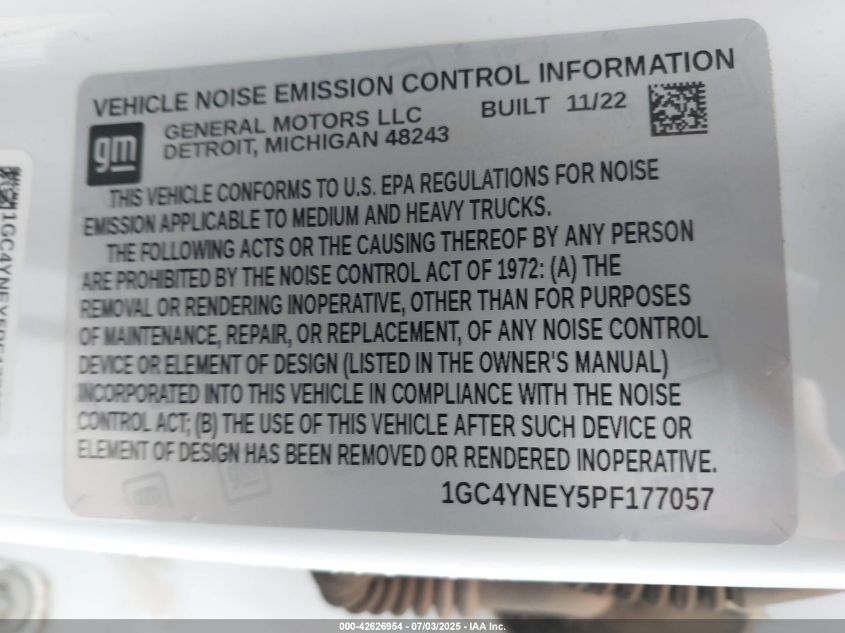 VEHICLE NOISE EMISSION CONTROL INFORMATION
gm
GENERAL MOTORS LLC
DETROIT, MICHIGAN 48243
BUILT 11/22
THIS VEHICLE CONFORMS TO U.S. EPA REGULATIONS FOR NOISE
EMISSION APPLICABLE TO MEDIUM AND HEAVY TRUCKS.
THE FOLLOWING ACTS OR THE CAUSING THEREOF BY ANY PERSON
ARE PROHIBITED BY THE NOISE CONTROL ACT OF 1972: (A) THE
REMOVAL OR RENDERING INOPERATIVE, OTHER THAN FOR PURPOSES
OF MAINTENANCE, REPAIR, OR REPLACEMENT, OF ANY NOISE CONTROL
DEVICE OR ELEMENT OF DESIGN (LISTED IN THE OWNER'S MANUAL)
INCORPORATED INTO THIS VEHICLE IN COMPLIANCE WITH THE NOISE
CONTROL ACT; (B) THE USE OF THIS VEHICLE AFTER SUCH DEVICE OR
ELEMENT OF DESIGN HAS BEEN REMOVED OR RENDERED INOPERATIVE.
1GC4YNEY5PF177057
000-42626954 - 07/03/2025 - IAA Inc.